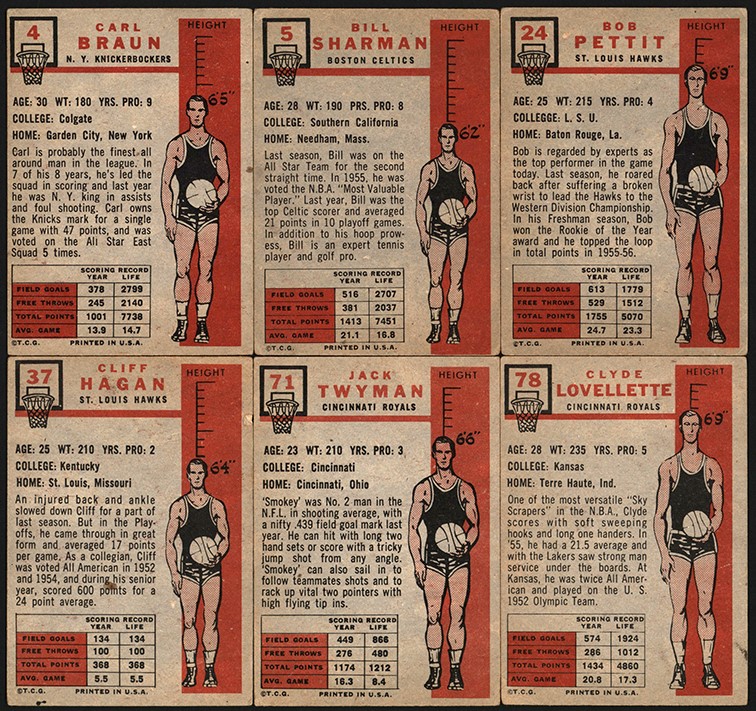 4
CARL
BRAUN
N. Y. KNICKERBOCKERS
HEIGHT
6'5"
AGE: 30 WT: 180 YRS. PRO: 9
COLLEGE: Colgate
HOME: Garden City, New York
Carl is probably the finest all
around man in the league. In
7 of his 8 years, he's led the
squad in scoring and last year
he was N. Y. king in assists
and foul shooting. Carl owns
the Knicks mark for a single
game with 47 points, and was
voted on the All Star East
Squad 5 times.
SCORING RECORD
YEAR LIFE
FIELD GOALS 378 2799
FREE THROWS 245 2140
TOTAL POINTS 1001 7738
AVG. GAME 13.9 14.7
©T.C.G. PRINTED IN U.S.A.
5
BILL
SHARMAN
BOSTON CELTICS
HEIGHT
6'2"
AGE: 28 WT: 190 PRS. PRO: 8
COLLEGE: Southern California
HOME: Needham, Mass.
Last season, Bill was on the
All Star Team for the second
straight time. In 1955, he was
voted the N.B.A. "Most Valuable
Player." Last year, Bill was the
top Celtic scorer and averaged
21 points in 10 playoff games.
In addition to his hoop prow-
ess, Bill is an expert tennis
player and golf pro.
SCORING RECORD
YEAR LIFE
FIELD GOALS 516 2707
FREE THROWS 381 2037
TOTAL POINTS 1413 7451
AVG. GAME 21.1 16.8
©T.C.G. PRINTED IN U.S.A.
24
BOB
PETTIT
ST. LOUIS HAWKS
HEIGHT
6'9"
AGE: 25 WT: 215 YRS. PRO: 4
COLLEGGE: L. S. U.
HOME: Baton Rouge, La.
Bob is regarded by experts as
the top performer in the game
today. Last season, he roared
back after suffering a broken
wrist to lead the Hawks to the
Western Division Championship.
In his Freshman season, Bob
won the Rookie of the Year
award and he topped the loop
in total points in 1955-56.
SCORING RECORD
YEAR LIFE
FIELD GOALS 613 1779
FREE THROWS 529 1512
TOTAL POINTS 1755 5070
AVG. GAME 24.7 23.3
©T.C.G. PRINTED IN U.S.A.
37
CLIFF
HAGAN
ST. LOUIS HAWKS
HEIGHT
6'4"
AGE: 25 WT: 210 YRS. PRO: 2
COLLEGE: Kentucky
HOME: St. Louis, Missouri
An injured back and ankle
slowed down Cliff for a part of
last season. But in the Play-
offs, he came through in great
form and averaged 17 points
per game. As a collegian, Cliff
was voted All American in 1952
and 1954, and during his senior
year, scored 600 points for a
24 point average.
SCORING RECORD
YEAR LIFE
FIELD GOALS 134 134
FREE THROWS 100 100
TOTAL POINTS 368 368
AVG. GAME 5.5 5.5
©T.C.G. PRINTED IN U.S.A.
71
JACK
TWYMAN
CINCINNATI ROYALS
HEIGHT
6'6"
AGE: 23 WT: 210 YRS. PRO: 3
COLLEGE: Cincinnati
HOME: Cincinnati, Ohio
'Smokey' was No. 2 man in the
N.F.L. in shooting average, with
a nifty .439 field goal mark last
year. He can hit with long two
hand sets or score with a tricky
jump shot from any angle.
'Smokey' can also sail in to
follow teammates shots and to
rack up vital two pointers with
high flying tip ins.
SCORING RECORD
YEAR LIFE
FIELD GOALS 449 866
FREE THROWS 276 480
TOTAL POINTS 1174 1212
AVG. GAME 16.3 8.4
©T.C.G. PRINTED IN U.S.A.
78
CLYDE
LOVELLETTE
CINCINNATI ROYALS
HEIGHT
6'9"
AGE: 28 WT: 235 YRS. PRO: 5
COLLEGE: Kansas
HOME: Terre Haute, Ind.
One of the most versatile "Sky
Scrapers" in the N.B.A., Clyde
scores with soft sweeping
hooks and long one handers. In
'55, he had a 21.5 average and
with the Lakers saw strong man
service under the boards. At
Kansas, he was twice All Amer-
ican and played on the U. S.
1952 Olympic Team.
SCORING RECORD
YEAR LIFE
FIELD GOALS 574 1924
FREE THROWS 286 1012
TOTAL POINTS 1434 4860
AVG. GAME 20.8 17.3
©T.C.G. PRINTED IN U.S.A.